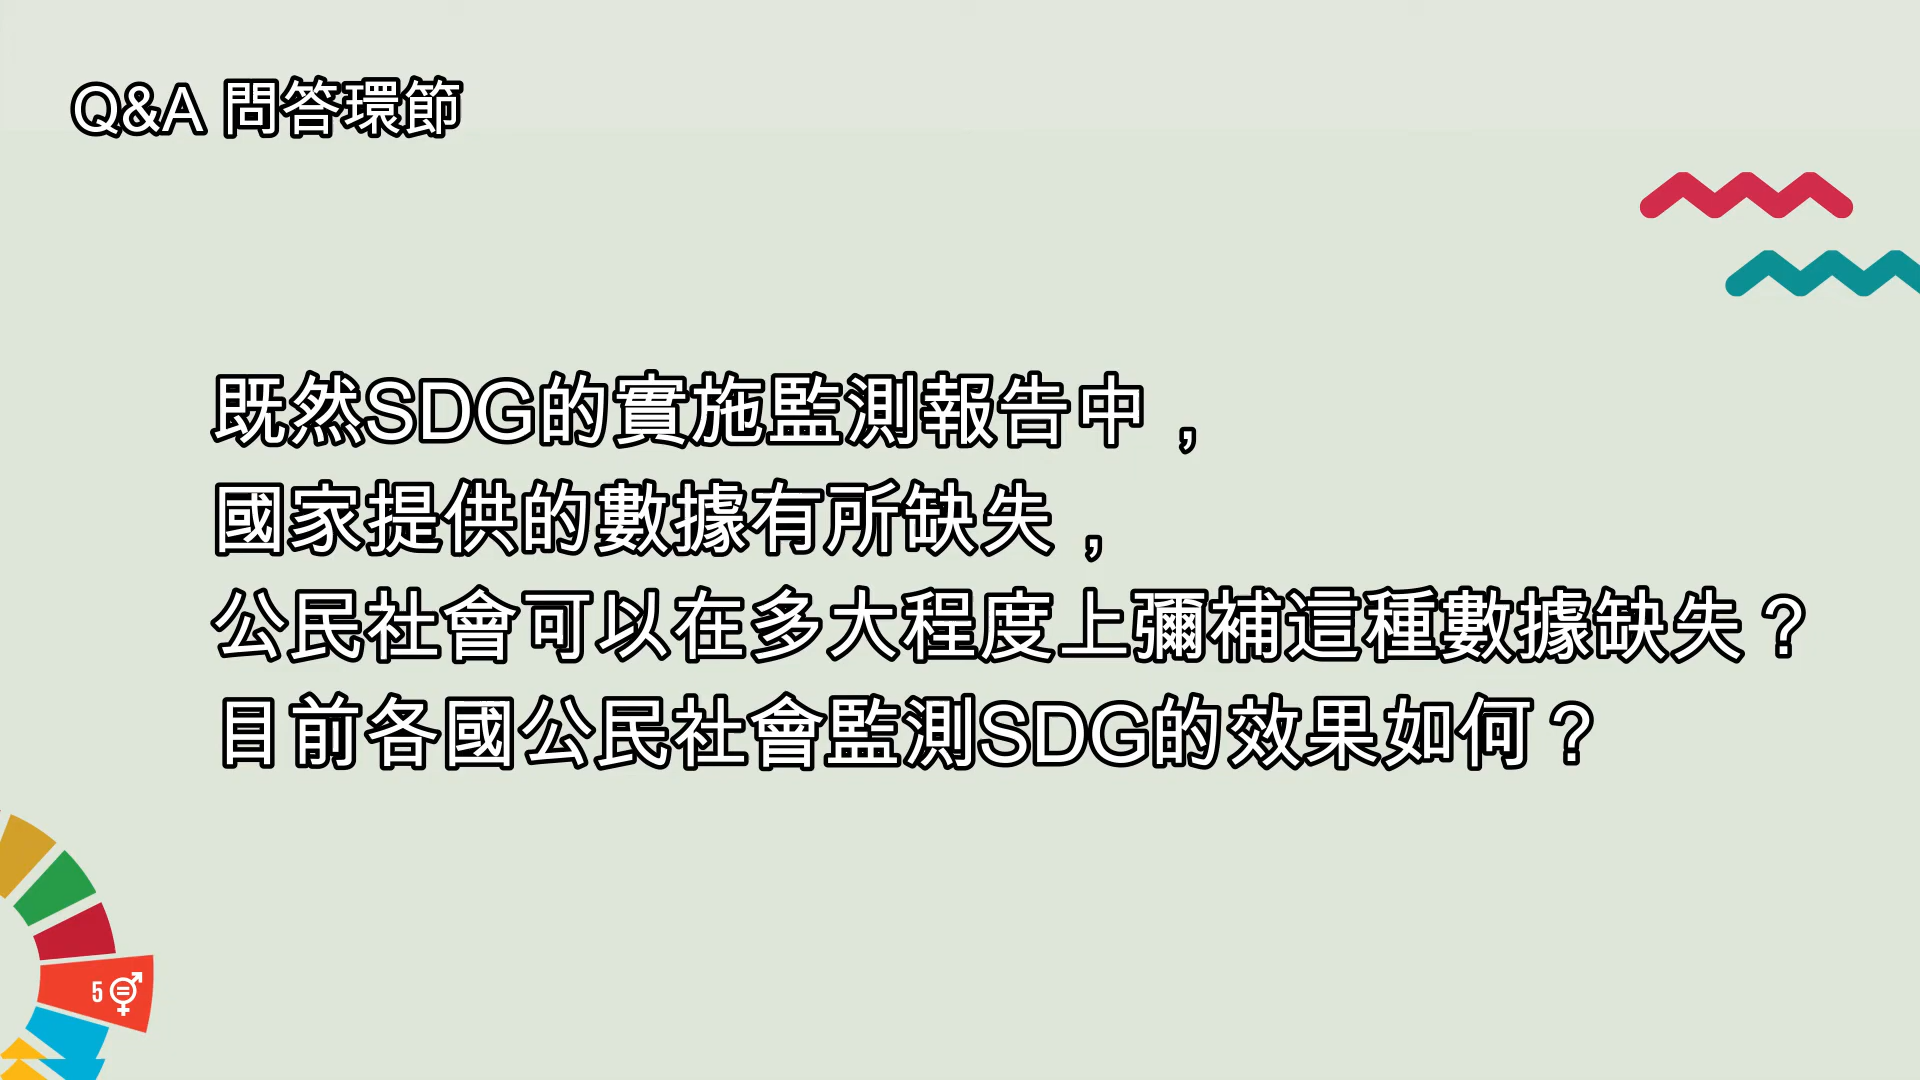 Q&A 問答環節
既然SDG的實施監測報告中，
國家提供的數據有所缺失，
公民社會可以在多大程度上彌補這種數據缺失？
目前各國公民社會監測SDG的效果如何？
5